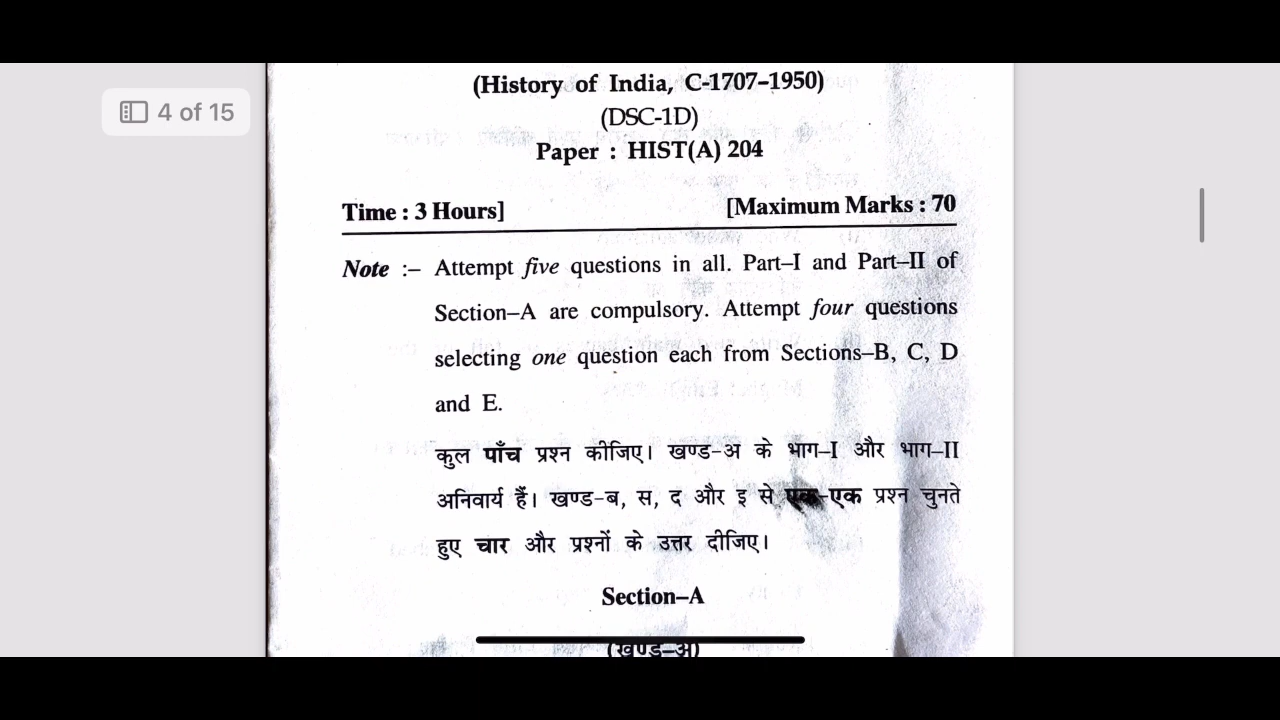 4 of 15
(History of India, C-1707–1950)
(DSC-1D)
Paper : HIST(A) 204
Time : 3 Hours]
[Maximum Marks : 70
Note :– Attempt five questions in all. Part–I and Part–II of
Section–A are compulsory. Attempt four questions
selecting one question each from Sections–B, C, D
and E.
कुल पाँच प्रश्न कीजिए। खण्ड-अ के भाग–I और भाग–II
अनिवार्य हैं। खण्ड-ब, स, द और इ से एक-एक प्रश्न चुनते
हुए चार और प्रश्नों के उत्तर दीजिए।
Section–A
(खण्ड–अ)